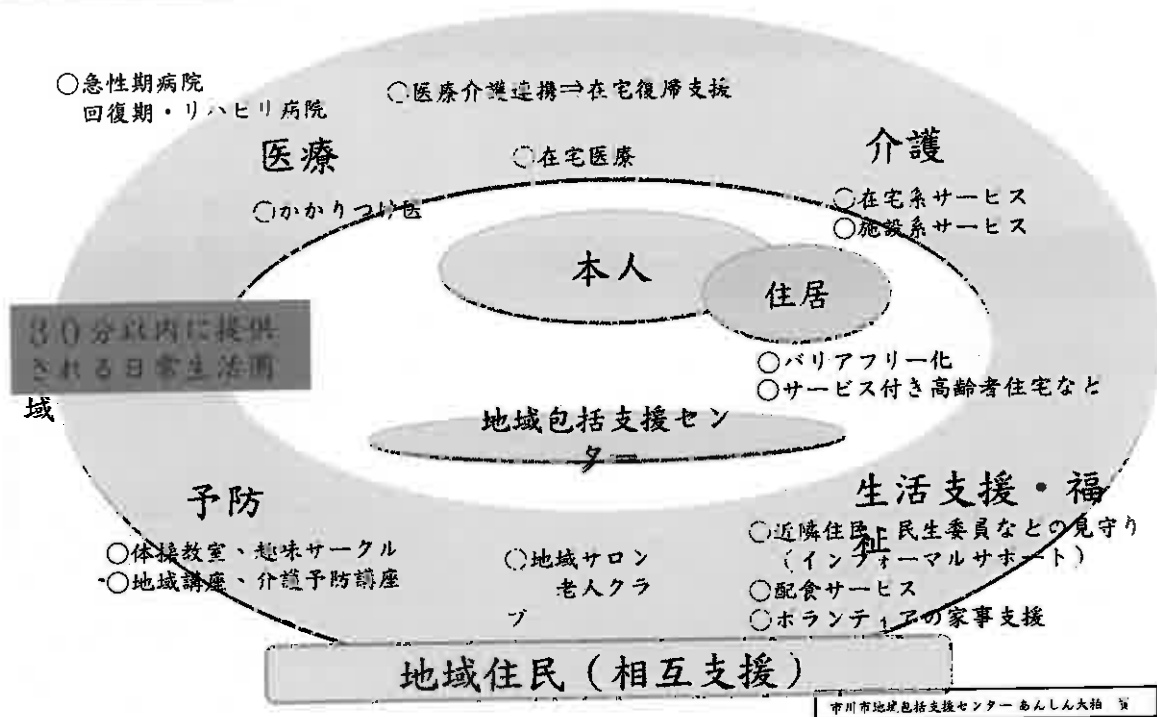 ○急性期病院
回復期・リハビリ病院
○医療介護連携⇒在宅復帰支援
医療
○在宅医療
介護
○かかりつけ医
○在宅系サービス
○施設系サービス
本人
住居
30分以内に提供
される日常生活圏
域
○バリアフリー化
○サービス付き高齢者住宅など
地域包括支援セン
ター
予防
生活支援・福
祉
○体操教室、趣味サークル
○地域講座、介護予防講座
○地域サロン
老人クラ
ブ
○近隣住民、民生委員などの見守り
(インフォーマルサポート)
○配食サービス
○ボランティアの家事支援
地域住民(相互支援)
市川市地域包括支援センター あんしん大柏